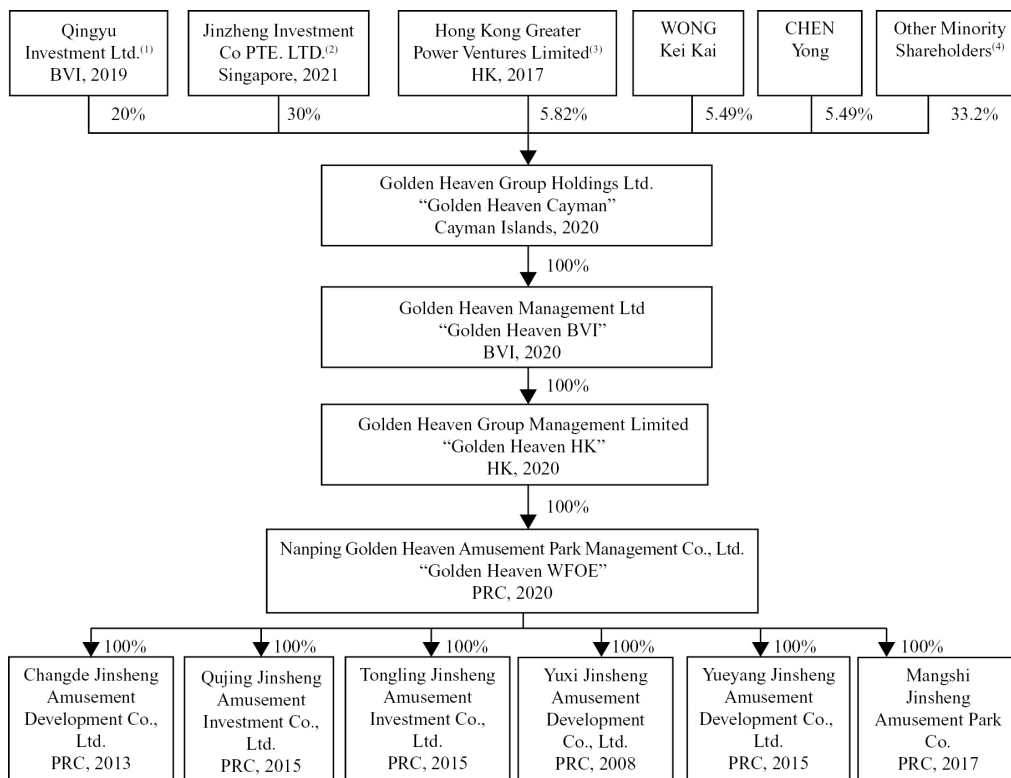 Qingyu
Investment Ltd.(1)
BVI, 2019
Jinzheng Investment
Co PTE. LTD.(2)
Singapore, 2021
Hong Kong Greater
Power Ventures Limited(3)
HK, 2017
WONG
Kei Kai
CHEN
Yong
Other Minority
Shareholders(4)
20%
30%
5.82%
5.49%
5.49%
33.2%
Golden Heaven Group Holdings Ltd.
“Golden Heaven Cayman”
Cayman Islands, 2020
100%
Golden Heaven Management Ltd
“Golden Heaven BVI”
BVI, 2020
100%
Golden Heaven Group Management Limited
“Golden Heaven HK”
HK, 2020
100%
Nanping Golden Heaven Amusement Park Management Co., Ltd.
“Golden Heaven WFOE”
PRC, 2020
100%
100%
100%
100%
100%
100%
Changde Jinsheng
Amusement
Development Co.,
Ltd.
PRC, 2013
Qujing Jinsheng
Amusement
Investment Co.,
Ltd.
PRC, 2015
Tongling Jinsheng
Amusement
Investment Co.,
Ltd.
PRC, 2015
Yuxi Jinsheng
Amusement
Development
Co., Ltd.
PRC, 2008
Yueyang Jinsheng
Amusement
Development Co.,
Ltd.
PRC, 2015
Mangshi
Jinsheng
Amusement Park
Co.
PRC, 2017